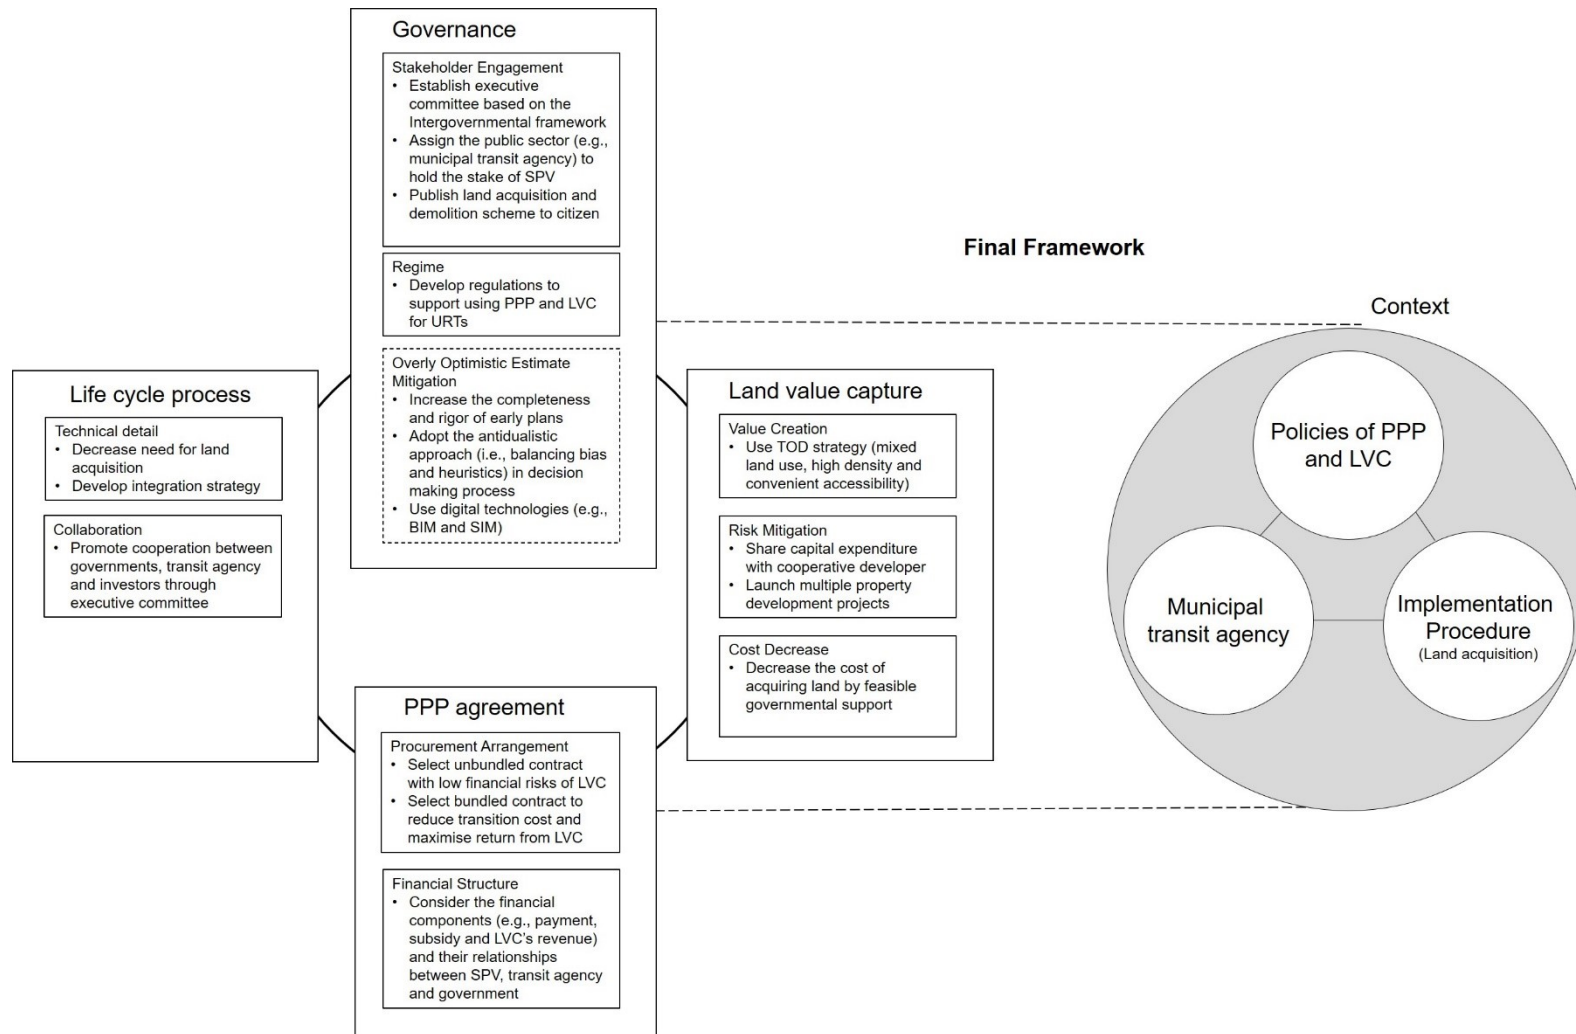 Governance
Stakeholder Engagement
• Establish executive
committee based on the
Intergovernmental framework
• Assign the public sector (e.g.,
municipal transit agency) to
hold the stake of SPV
• Publish land acquisition and
demolition scheme to citizen
Regime
• Develop regulations to
support using PPP and LVC
for URTs
Overly Optimistic Estimate
Mitigation
• Increase the completeness
and rigor of early plans
• Adopt the antidualistic
approach (i.e., balancing bias
and heuristics) in decision
making process
• Use digital technologies (e.g.,
BIM and SIM)
Life cycle process
Technical detail
• Decrease need for land
acquisition
• Develop integration strategy
Collaboration
• Promote cooperation between
governments, transit agency
and investors through
executive committee
Land value capture
Value Creation
• Use TOD strategy (mixed
land use, high density and
convenient accessibility)
Risk Mitigation
• Share capital expenditure
with cooperative developer
• Launch multiple property
development projects
Cost Decrease
• Decrease the cost of
acquiring land by feasible
governmental support
PPP agreement
Procurement Arrangement
• Select unbundled contract
with low financial risks of LVC
• Select bundled contract to
reduce transition cost and
maximise return from LVC
Financial Structure
• Consider the financial
components (e.g., payment,
subsidy and LVC's revenue)
and their relationships
between SPV, transit agency
and government
Final Framework
Context
Policies of PPP
and LVC
Municipal
transit agency
Implementation
Procedure
(Land acquisition)